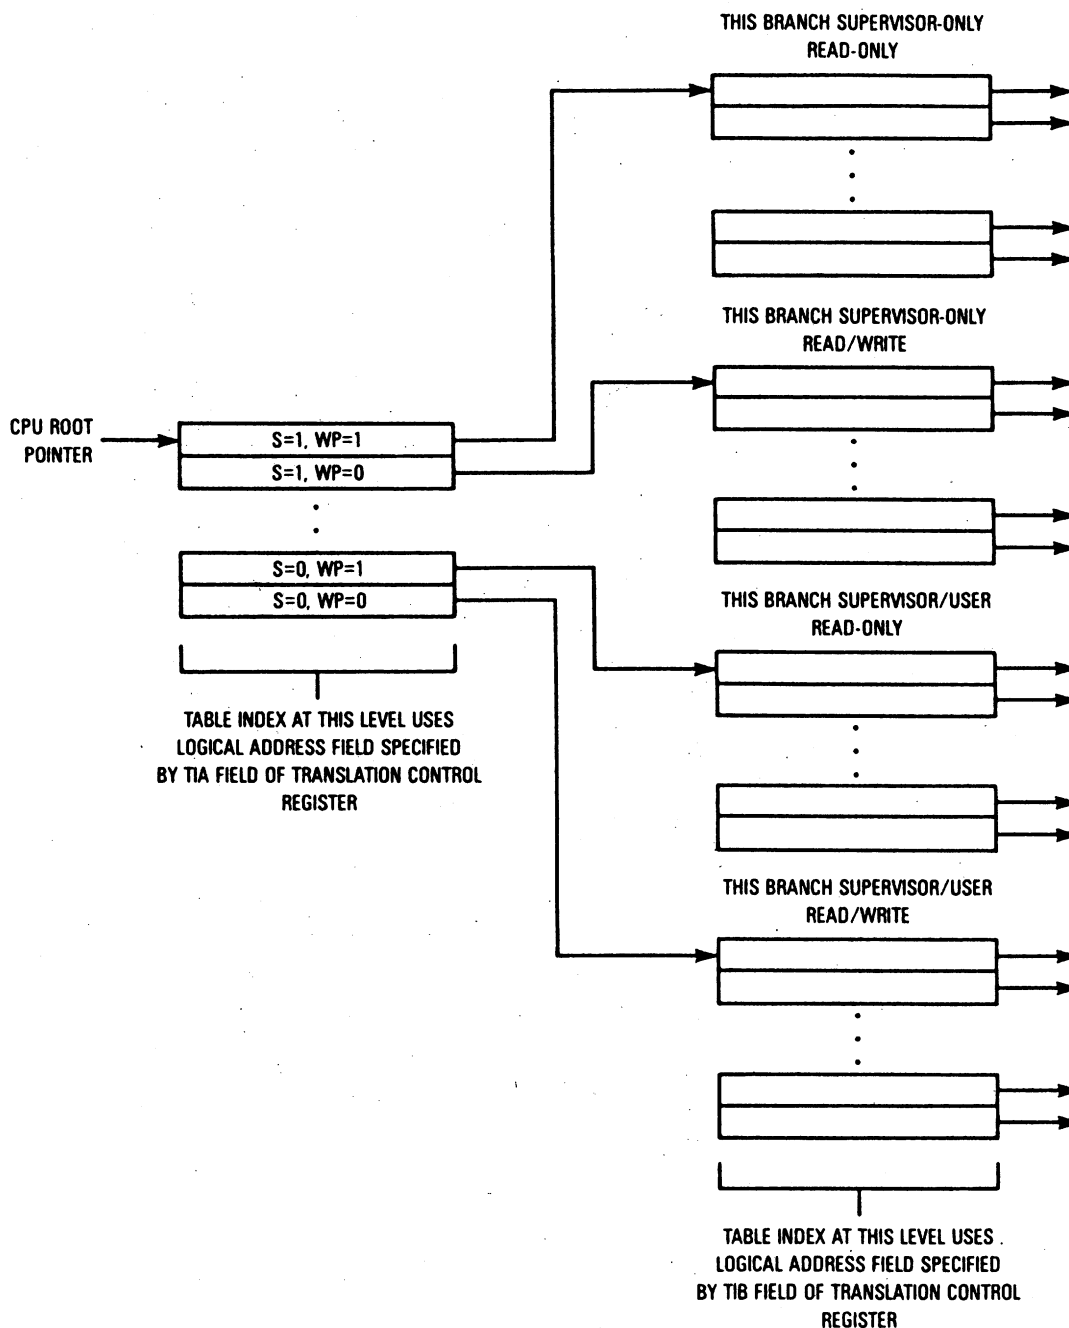 THIS BRANCH SUPERVISOR-ONLY
READ-ONLY
THIS BRANCH SUPERVISOR-ONLY
READ/WRITE
CPU ROOT
POINTER
S=1, WP=1
S=1, WP=0
S=0, WP=1
S=0, WP=0
TABLE INDEX AT THIS LEVEL USES
LOGICAL ADDRESS FIELD SPECIFIED
BY TIA FIELD OF TRANSLATION CONTROL
REGISTER
THIS BRANCH SUPERVISOR/USER
READ-ONLY
THIS BRANCH SUPERVISOR/USER
READ/WRITE
TABLE INDEX AT THIS LEVEL USES
LOGICAL ADDRESS FIELD SPECIFIED
BY TIB FIELD OF TRANSLATION CONTROL
REGISTER